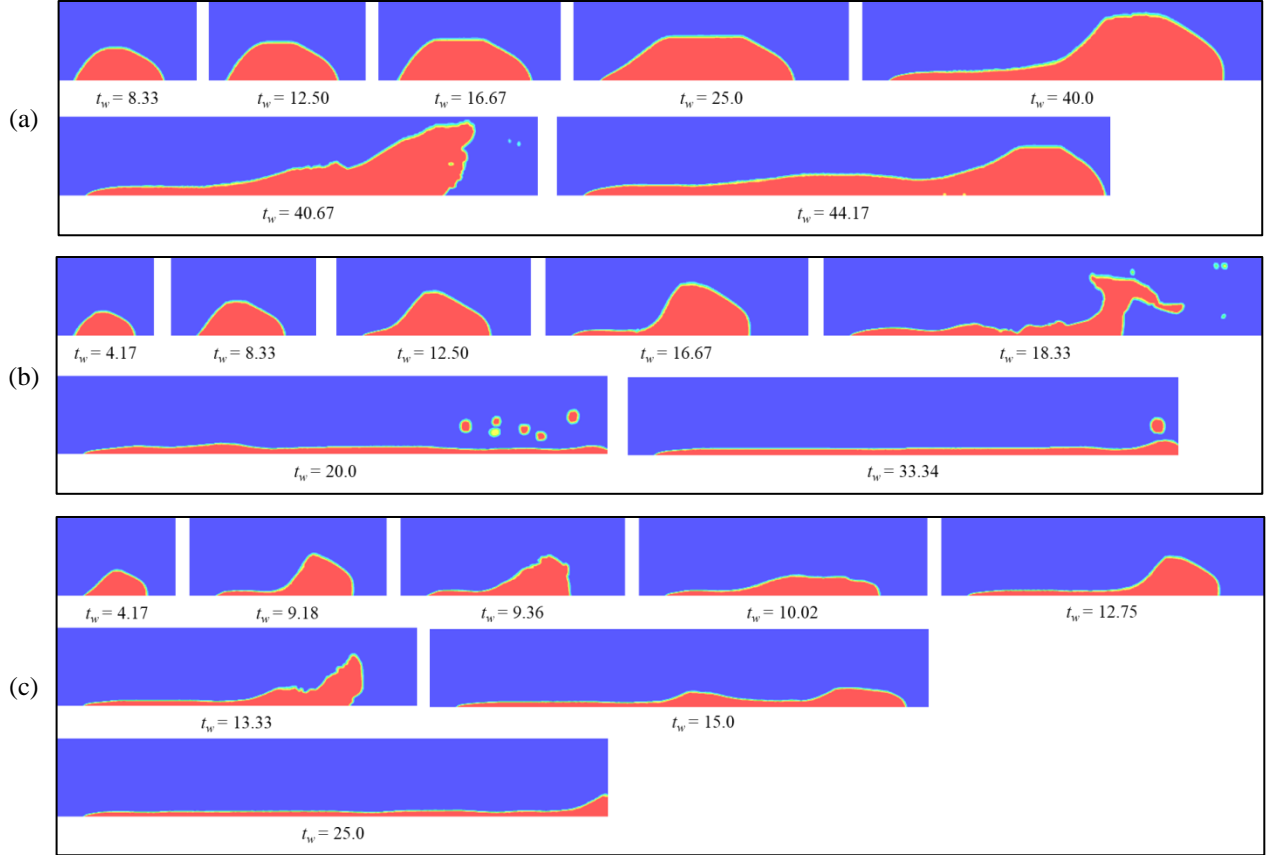 (a)
t_w = 8.33 t_w = 12.50 t_w = 16.67 t_w = 25.0 t_w = 40.0
t_w = 40.67 t_w = 44.17
(b)
t_w = 4.17 t_w = 8.33 t_w = 12.50 t_w = 16.67 t_w = 18.33
t_w = 20.0 t_w = 33.34
(c)
t_w = 4.17 t_w = 9.18 t_w = 9.36 t_w = 10.02 t_w = 12.75
t_w = 13.33 t_w = 15.0
t_w = 25.0